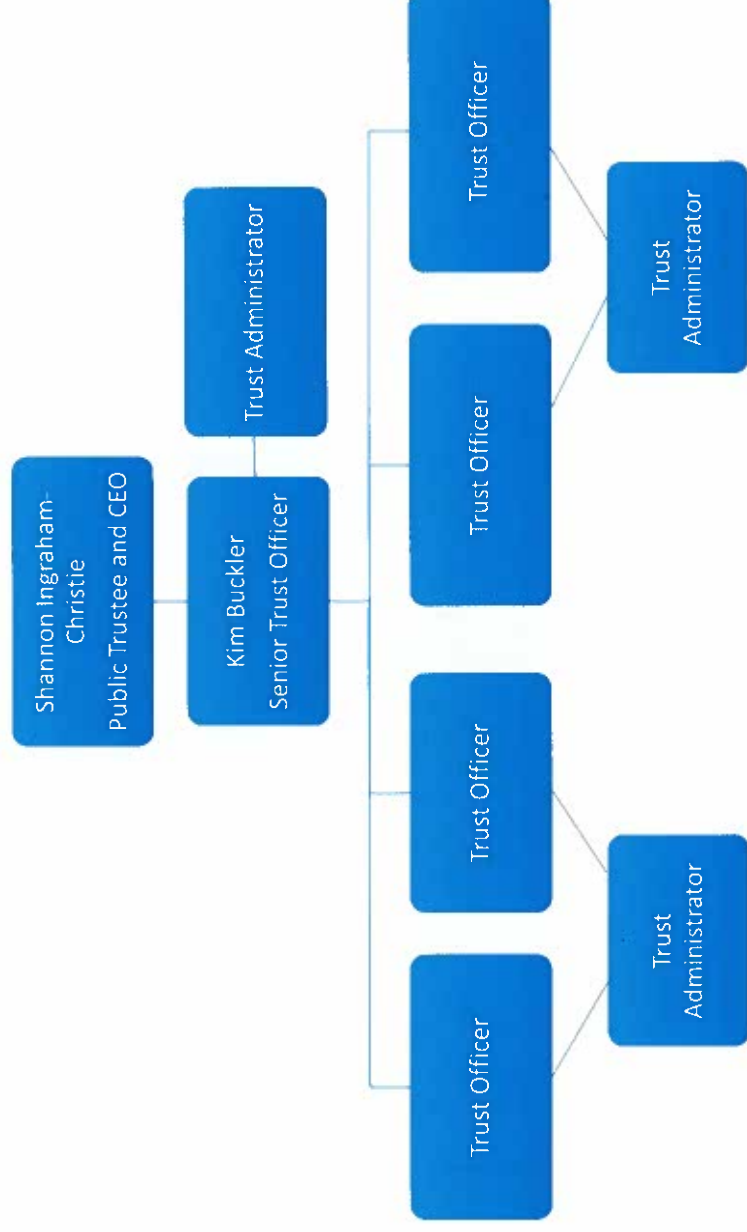 Shannon Ingraham-
Christie
Public Trustee and CEO
Kim Buckler
Senior Trust Officer
Trust Administrator
Trust Officer
Trust Officer
Trust Officer
Trust Officer
Trust
Administrator
Trust
Administrator